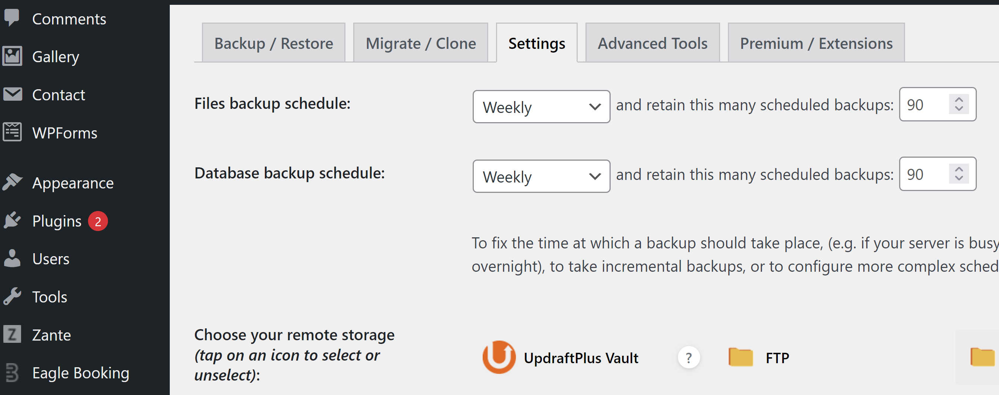 Comments
Gallery
Contact
WPForms
Appearance
Plugins 2
Users
Tools
Z Zante
Eagle Booking
Backup / Restore
Migrate / Clone
Settings
Advanced Tools
Premium / Extensions
Files backup schedule:
Weekly
and retain this many scheduled backups:
90
Database backup schedule:
Weekly
and retain this many scheduled backups:
90
To fix the time at which a backup should take place, (e.g. if your server is busy
overnight), to take incremental backups, or to configure more complex sched
Choose your remote storage
(tap on an icon to select or
unselect):
UpdraftPlus Vault
?
FTP